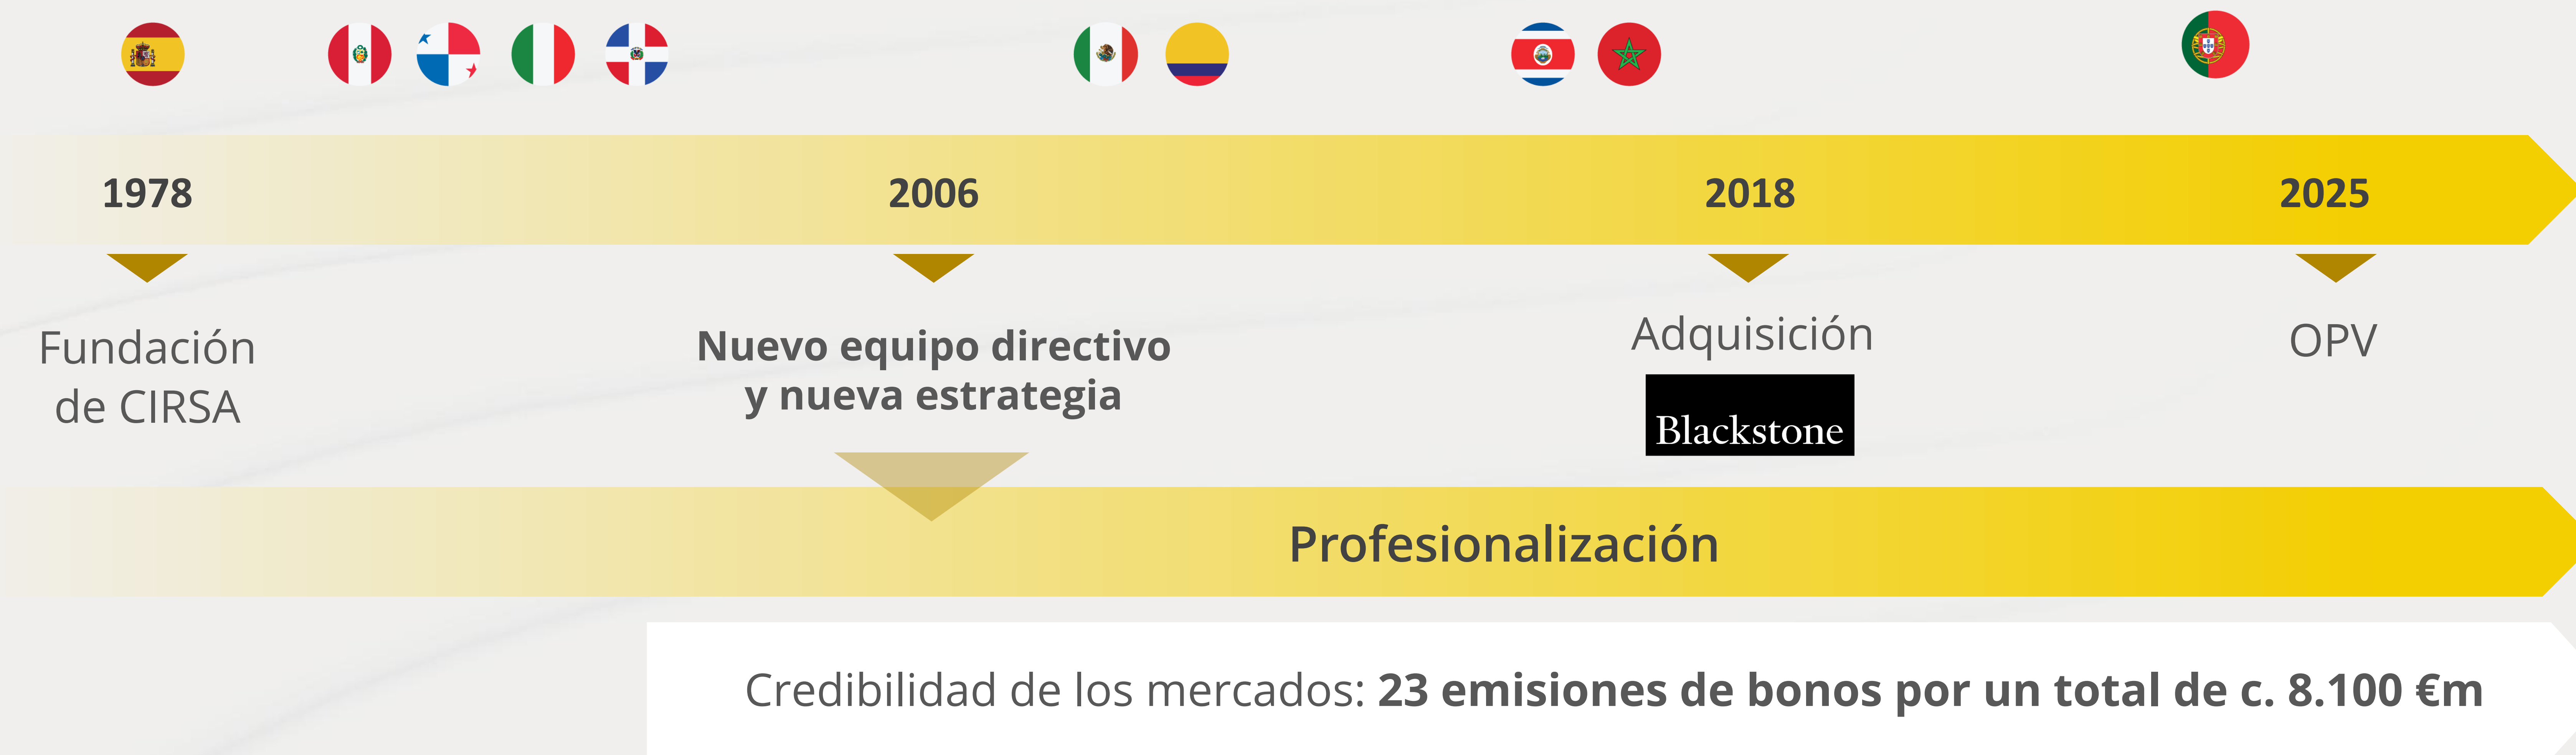 1978
2006
2018
2025
Fundación
de CIRSA
Nuevo equipo directivo
y nueva estrategia
Adquisición
Blackstone
OPV
Profesionalización
Credibilidad de los mercados: 23 emisiones de bonos por un total de c. 8.100 €m